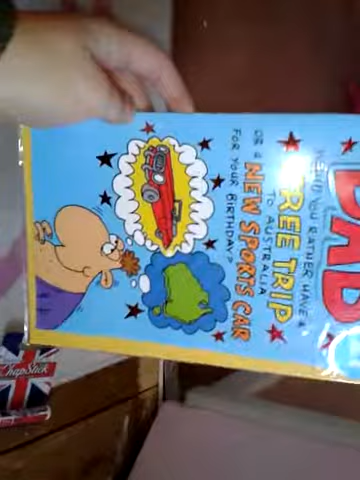 DAD
WOULD YOU RATHER HAVE A
FREE TRIP
TO AUSTRALIA
OR A NEW SPORTS CAR
FOR YOUR BIRTHDAY?
ChapStick